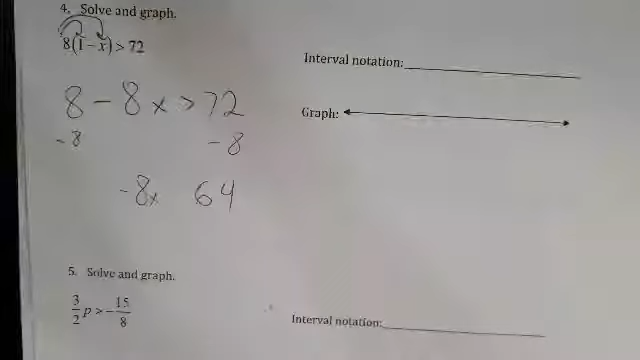 4. Solve and graph.
8(1 − x) > 72
Interval notation:
8 − 8x > 72
Graph:
−8 −8
−8x 64
5. Solve and graph.
3/2 p > −15/8
Interval notation: